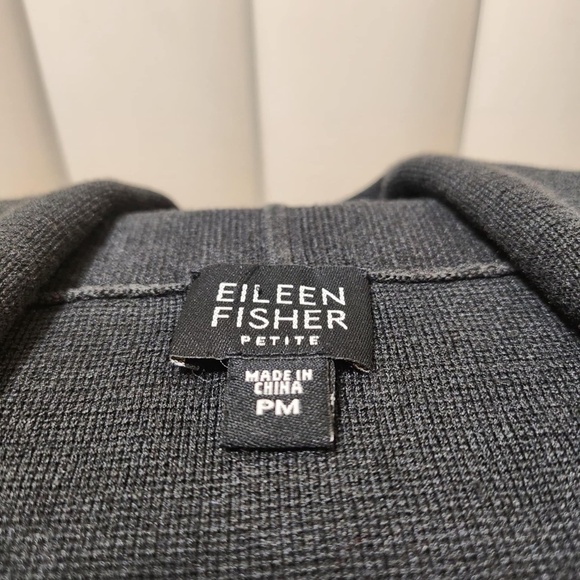 EILEEN
FISHER
PETITE
MADE IN
CHINA
PM